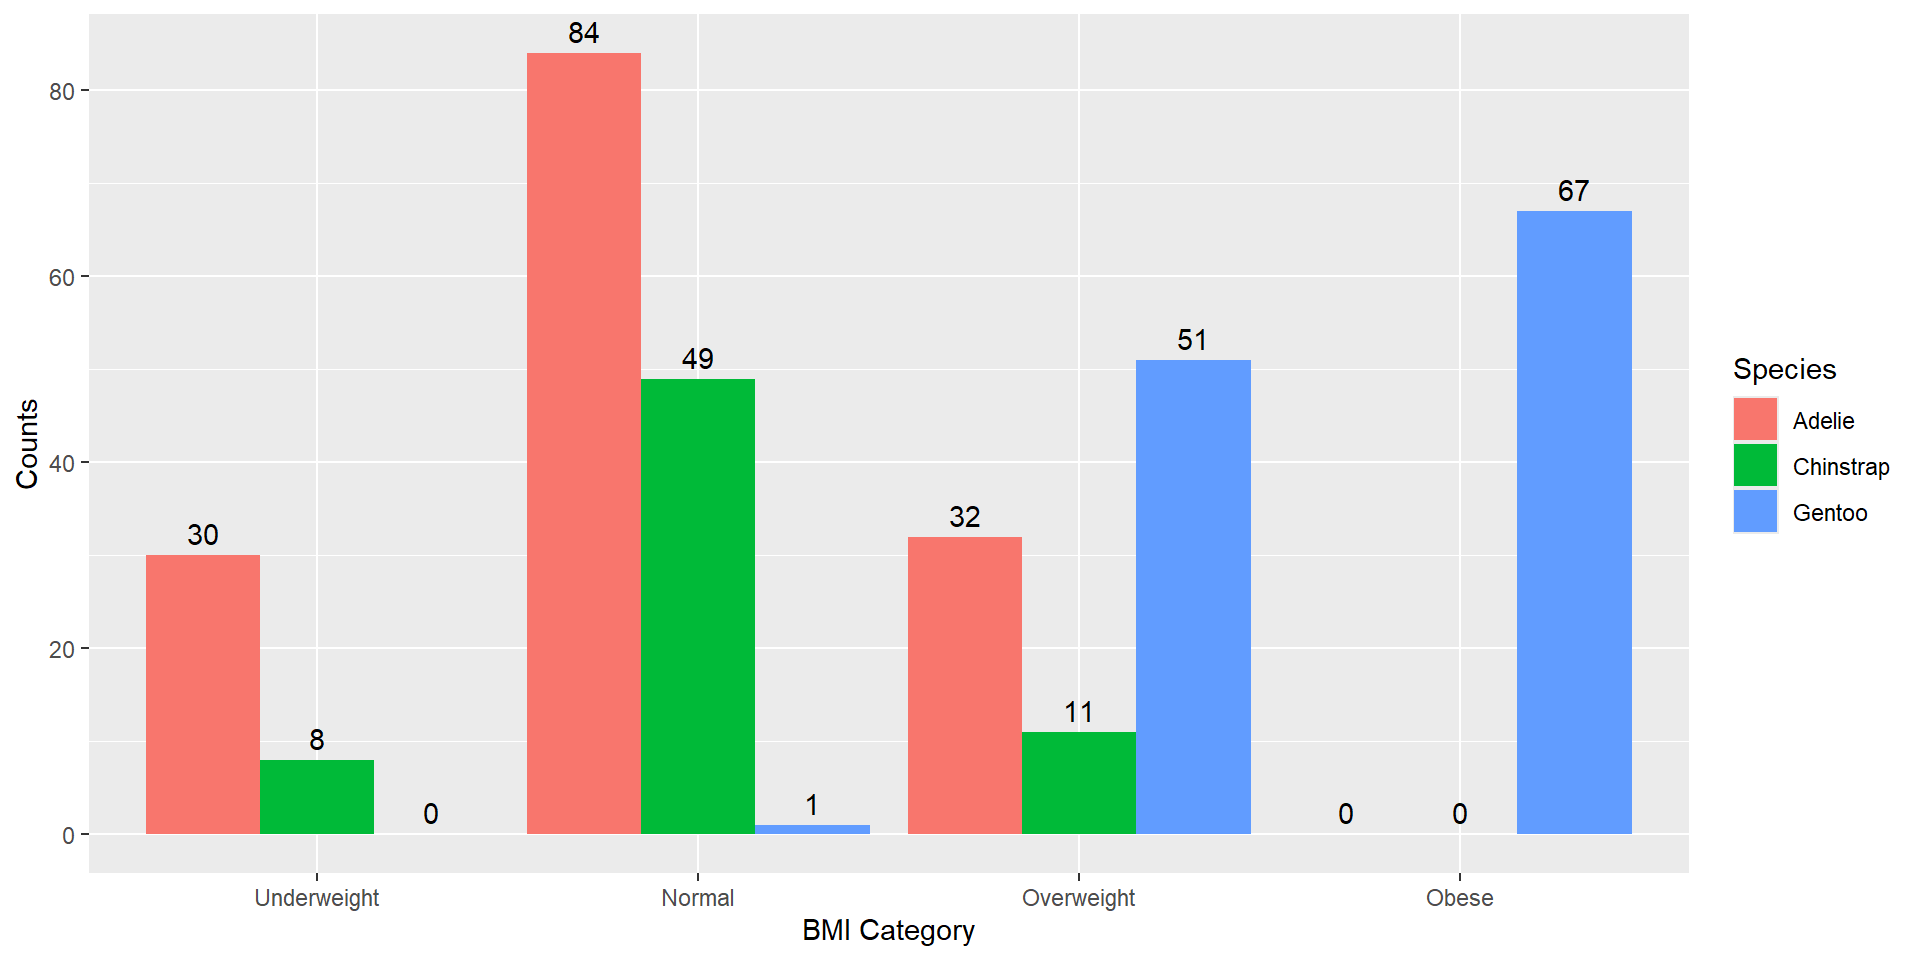 84
80
67
60
51
49
40
32
30
20
11
8
1
0
0
0
0
Counts
Underweight
Normal
Overweight
Obese
BMI Category
Species
Adelie
Chinstrap
Gentoo